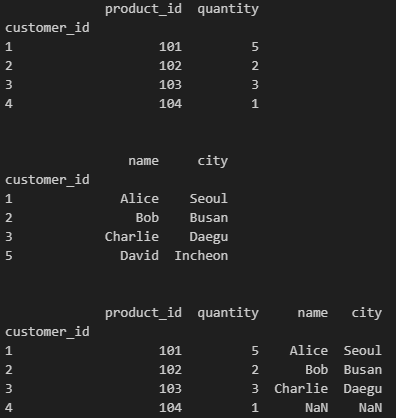 product_id quantity
customer_id
1 101 5
2 102 2
3 103 3
4 104 1
name city
customer_id
1 Alice Seoul
2 Bob Busan
3 Charlie Daegu
5 David Incheon
product_id quantity name city
customer_id
1 101 5 Alice Seoul
2 102 2 Bob Busan
3 103 3 Charlie Daegu
4 104 1 NaN NaN